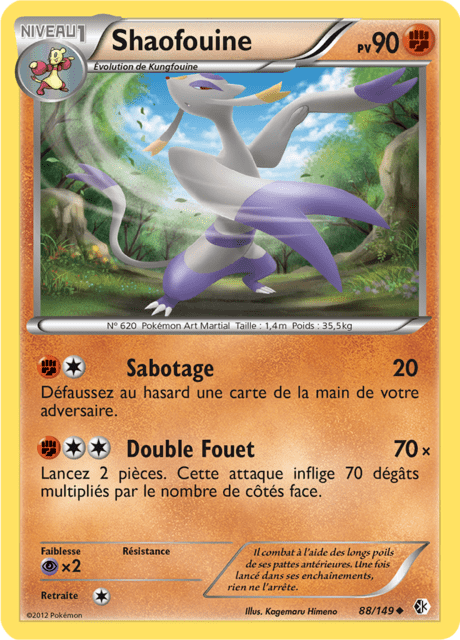 NIVEAU 1
Shaofouine
PV 90
Évolution de Kungfouine
N° 620 Pokémon Art Martial Taille : 1,4m Poids : 35,5kg
Sabotage 20
Défaussez au hasard une carte de la main de votre
adversaire.
Double Fouet 70×
Lancez 2 pièces. Cette attaque inflige 70 dégâts
multipliés par le nombre de côtés face.
Faiblesse
Résistance
×2
Retraite
Il combat à l'aide des longs poils
de ses pattes antérieures. Une fois
lancé dans ses enchaînements,
rien ne l'arrête.
©2012 Pokémon
Illus. Kagemaru Himeno
88/149